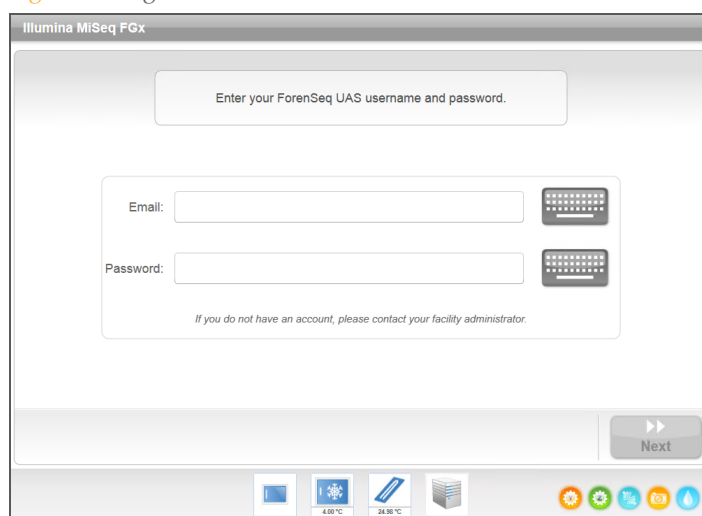 Illumina MiSeq FGx
Enter your ForenSeq UAS username and password.
Email:
Password:
If you do not have an account, please contact your facility administrator.
Next
4.00 °C
24.98 °C